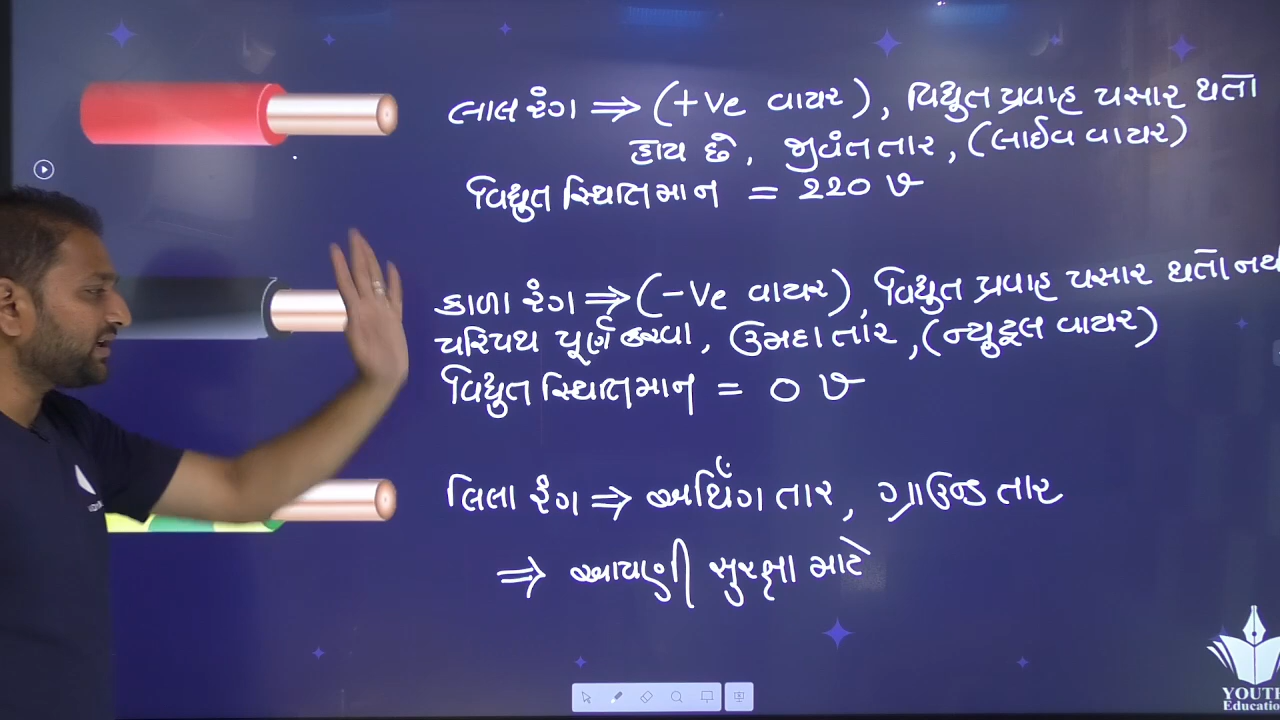 લાલ રંગ ⇒ (+ve વાયર), વિદ્યુત પ્રવાહ પસાર થતો
હોય છે, જીવંત તાર, (લાઈવ વાયર)
વિદ્યુત સ્થિતિમાન = 220 V
કાળા રંગ ⇒ (-ve વાયર), વિદ્યુત પ્રવાહ પસાર થતો નથ
પરિપથ પૂર્ણ કરવા, ઉમદા તાર, (ન્યુટ્રલ વાયર)
વિદ્યુત સ્થિતિમાન = 0 V
લિલા રંગ ⇒ અર્થિંગ તાર, ગ્રાઉન્ડ તાર
⇒ આપણી સુરક્ષા માટે
YOUTH
Education